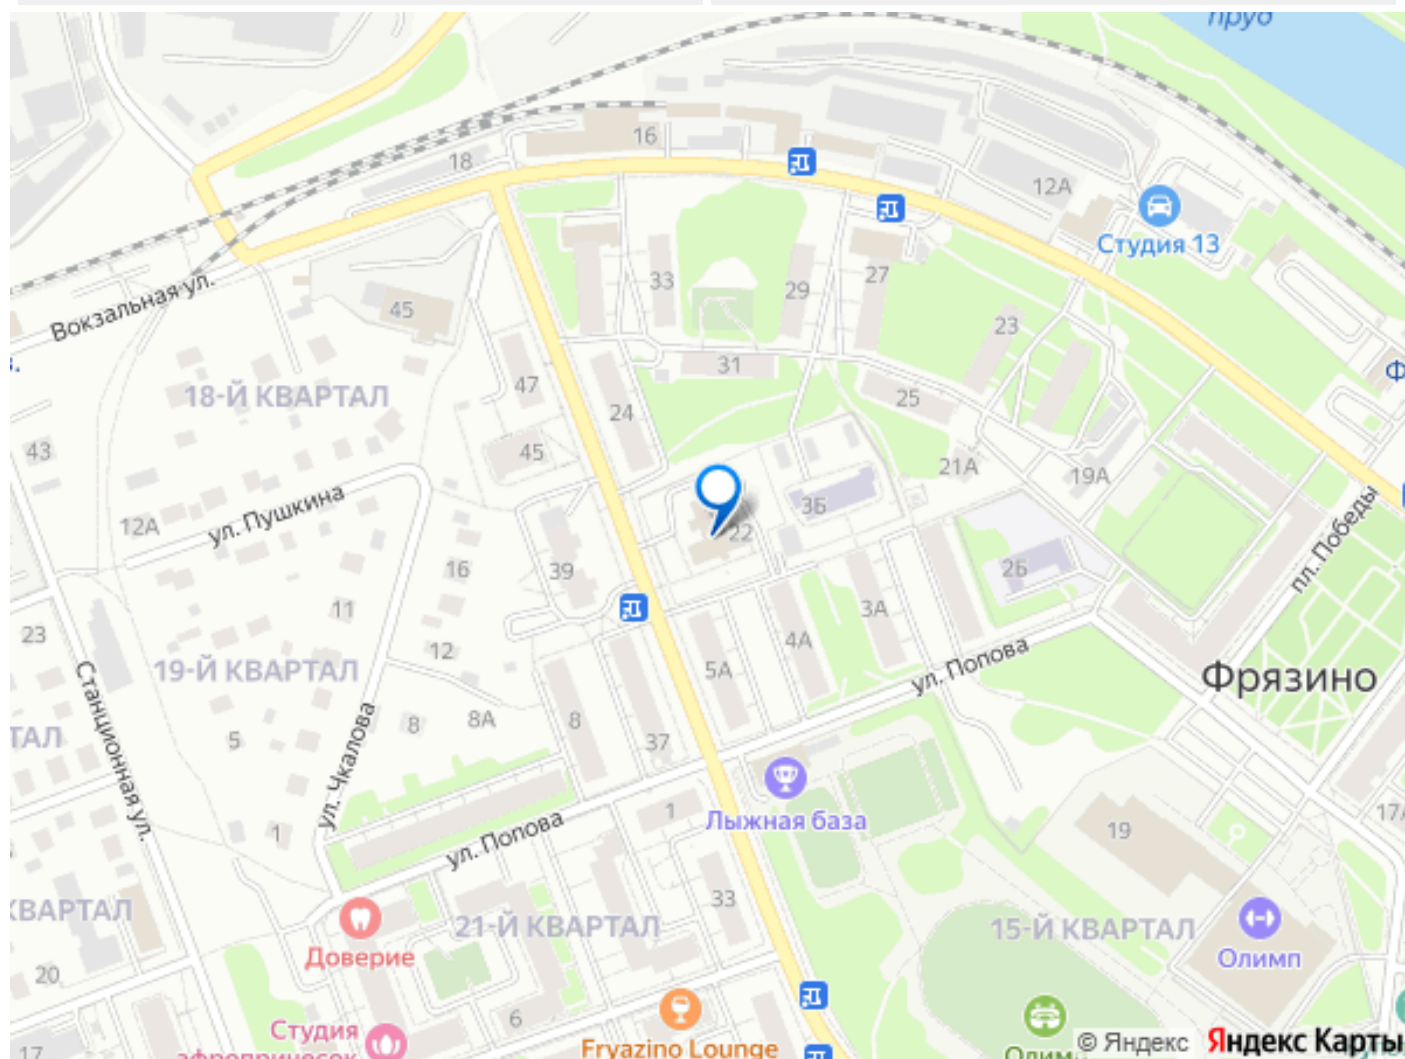 пруд
16
18
12А
Студия 13
33
29
27
45
Вокзальная ул.
23
31
47
18-Й КВАРТАЛ
25
24
43
45
21А
19А
ул. Пушкина
12А
3Б
22
пл. Победы
16
39
2Б
11
3А
23
12
4А
19-Й КВАРТАЛ
5А
ул. Попова
Фрязино
Станционная ул.
8
8А
8
ТАЛ
5
37
ул. Чкалова
1
Лыжная база
19
17А
1
ул. Попова
33
КВАРТАЛ
21-Й КВАРТАЛ
15-Й КВАРТАЛ
Доверие
Олимп
20
6
Студия
афропричесок
Fryazino Lounge
17
© Яндекс Яндекс Карты